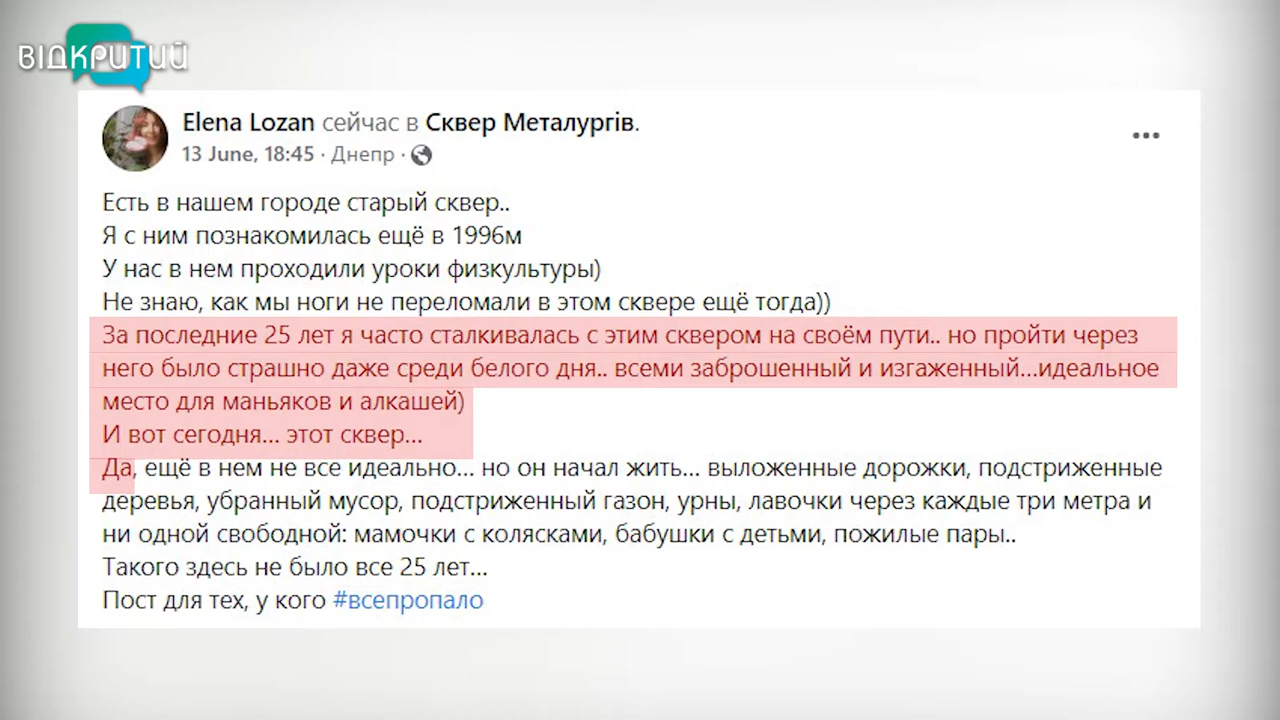 ВІДКРИТИЙ
Elena Lozan сейчас в Сквер Металургів.
13 June, 18:45 · Днепр ·
Есть в нашем городе старый сквер..
Я с ним познакомилась ещё в 1996м
У нас в нем проходили уроки физкультуры)
Не знаю, как мы ноги не переломали в этом сквере ещё тогда))
За последние 25 лет я часто сталкивалась с этим сквером на своём пути.. но пройти через
него было страшно даже среди белого дня.. всеми заброшенный и изгаженный...идеальное
место для маньяков и алкашей)
И вот сегодня... этот сквер...
Да, ещё в нем не все идеально... но он начал жить... выложенные дорожки, подстриженные
деревья, убранный мусор, подстриженный газон, урны, лавочки через каждые три метра и
ни одной свободной: мамочки с колясками, бабушки с детьми, пожилые пары..
Такого здесь не было все 25 лет...
Пост для тех, у кого #всепропало